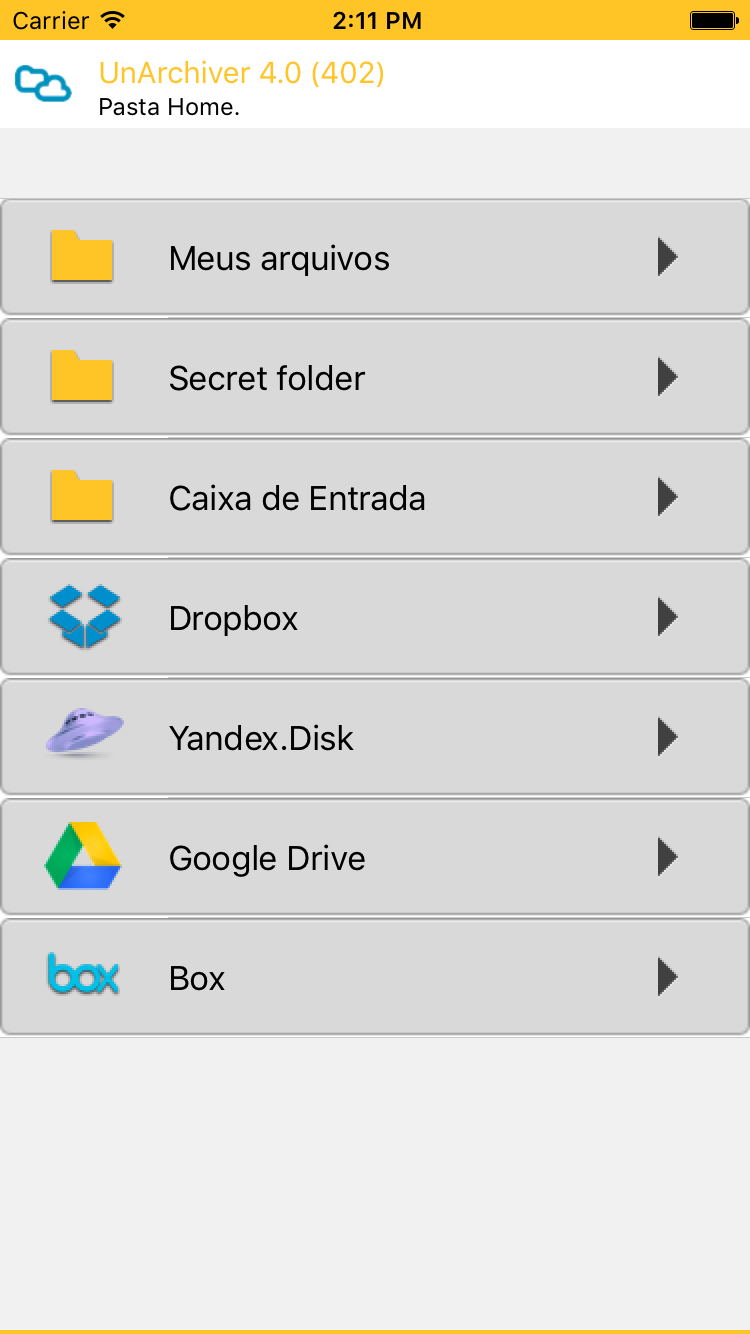 Carrier 2:11 PM
UnArchiver 4.0 (402)
Pasta Home.
Meus arquivos
Secret folder
Caixa de Entrada
Dropbox
Yandex.Disk
Google Drive
box Box